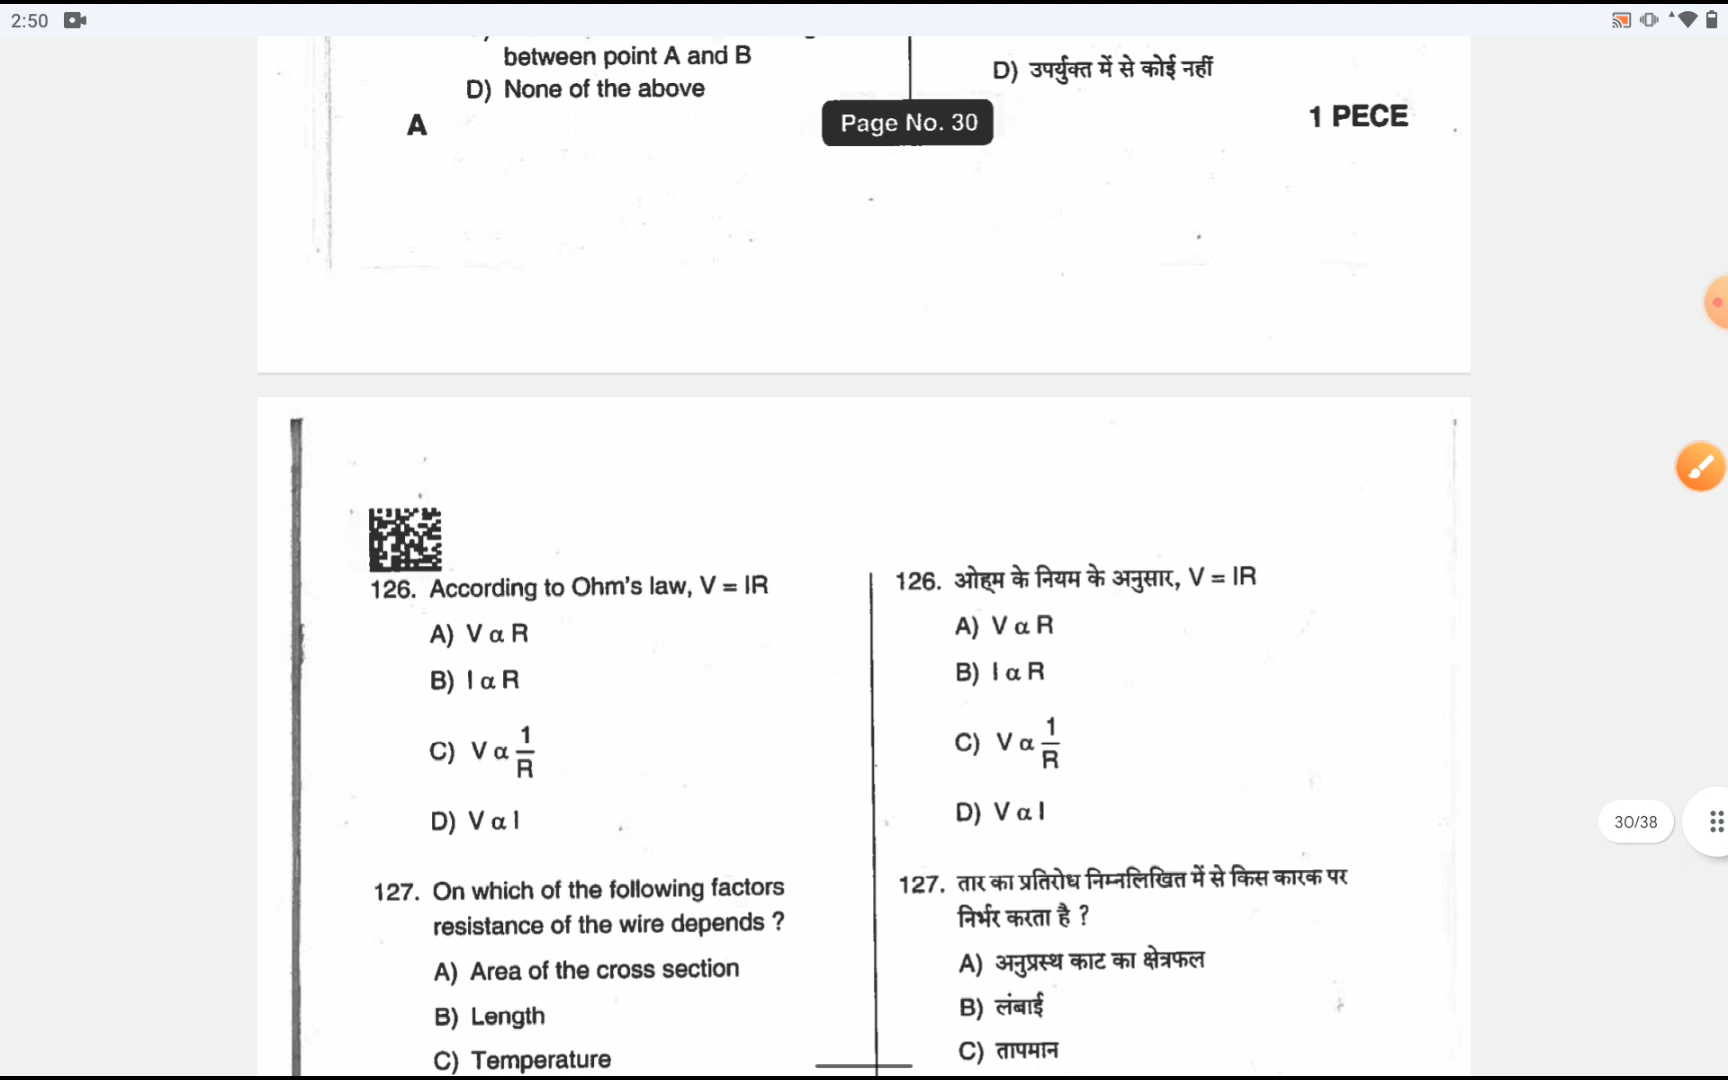 2:50
between point A and B
D) None of the above
A
D) उपर्युक्त में से कोई नहीं
Page No. 30
1 PECE
126. According to Ohm's law, V = IR
A) V α R
B) I α R
C) V α 1/R
D) V α I
127. On which of the following factors
resistance of the wire depends ?
A) Area of the cross section
B) Length
C) Temperature
126. ओह्म के नियम के अनुसार, V = IR
A) V α R
B) I α R
C) V α 1/R
D) V α I
127. तार का प्रतिरोध निम्नलिखित में से किस कारक पर
निर्भर करता है ?
A) अनुप्रस्थ काट का क्षेत्रफल
B) लंबाई
C) तापमान
30/38